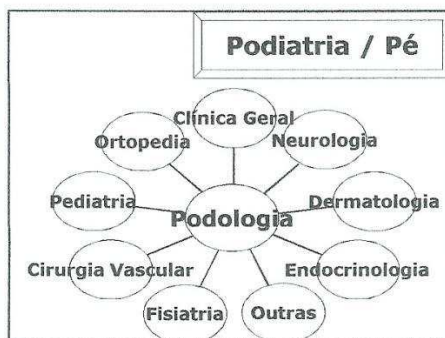 Podiatria / Pé
Clínica Geral
Ortopedia
Neurologia
Pediatria
Dermatologia
Podologia
Cirurgia Vascular
Endocrinologia
Fisiatria
Outras